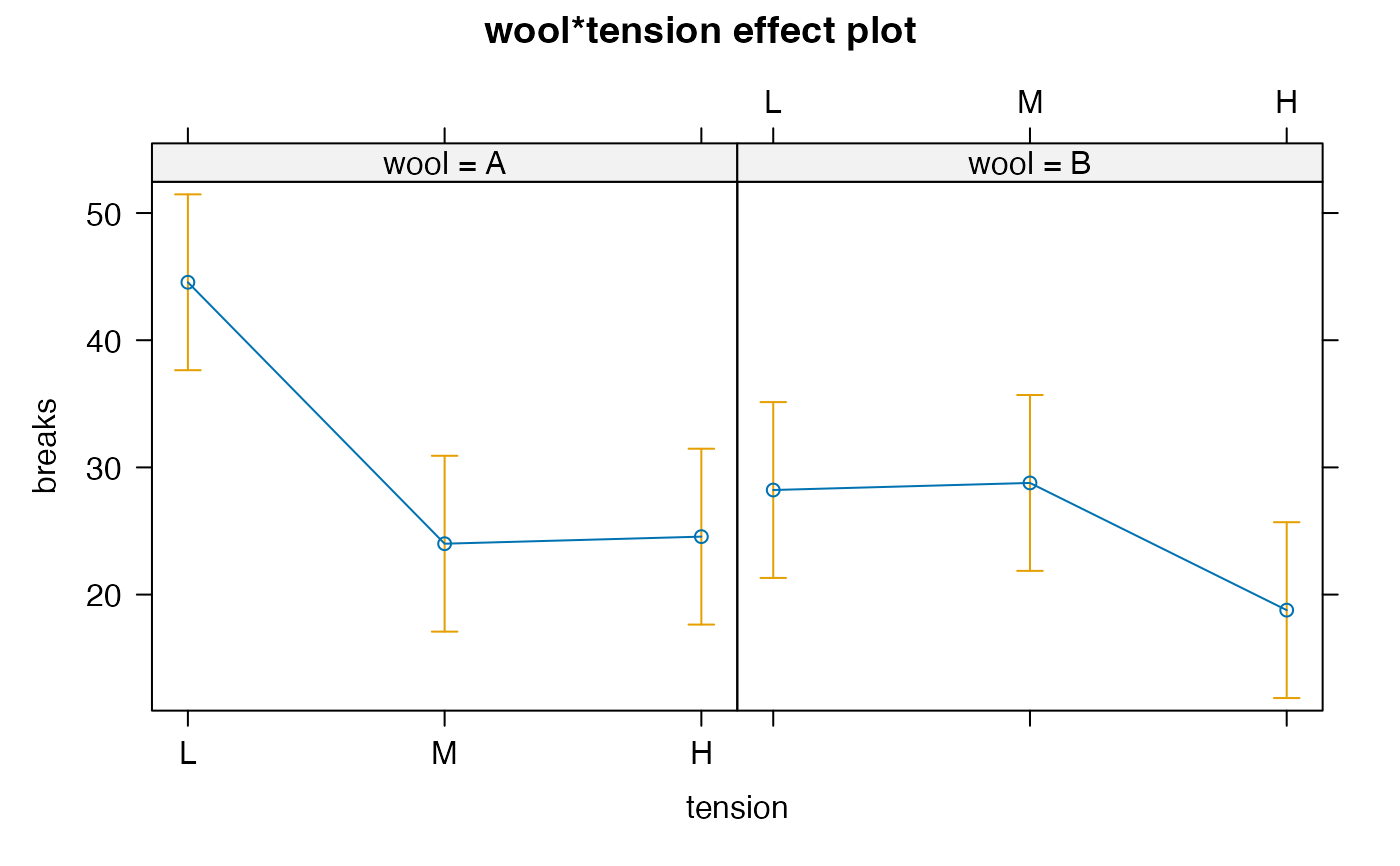 wool*tension effect plot
L M H
wool = A wool = B
50
40
30
20
breaks
L M H
tension